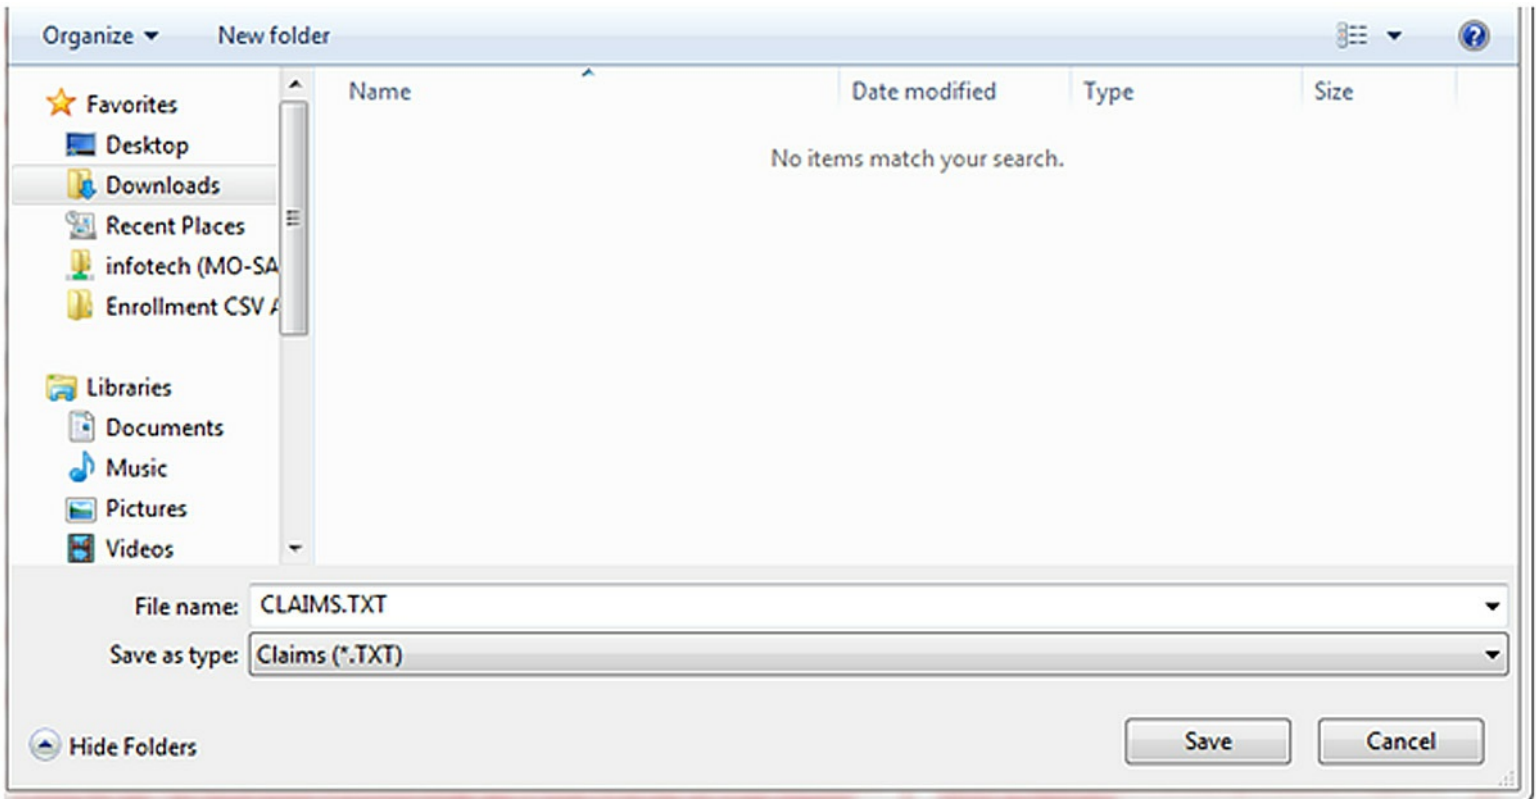 Organize New folder
Name Date modified Type Size
No items match your search.
Favorites
Desktop
Downloads
Recent Places
infotech (MO-SA
Enrollment CSV
Libraries
Documents
Music
Pictures
Videos
File name: CLAIMS.TXT
Save as type: Claims (*.TXT)
Hide Folders Save Cancel